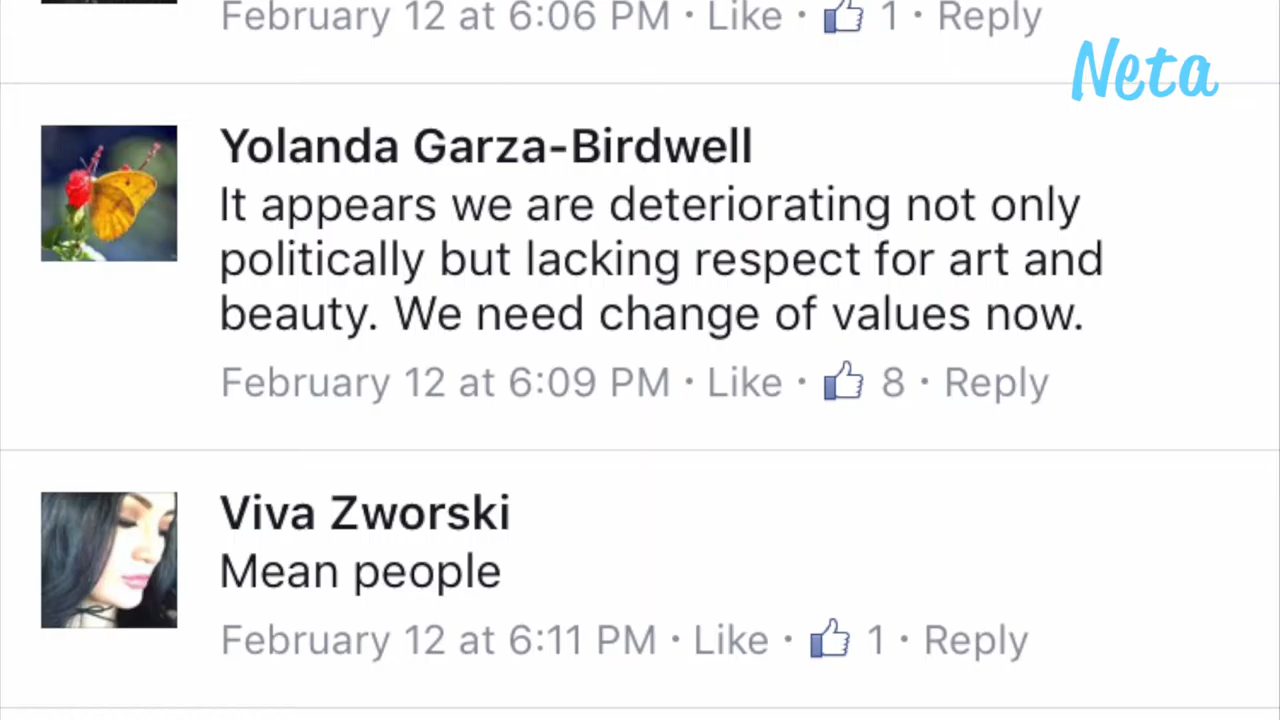 February 12 at 6:06 PM · Like · 1 · Reply
Neta
Yolanda Garza-Birdwell
It appears we are deteriorating not only
politically but lacking respect for art and
beauty. We need change of values now.
February 12 at 6:09 PM · Like · 8 · Reply
Viva Zworski
Mean people
February 12 at 6:11 PM · Like · 1 · Reply